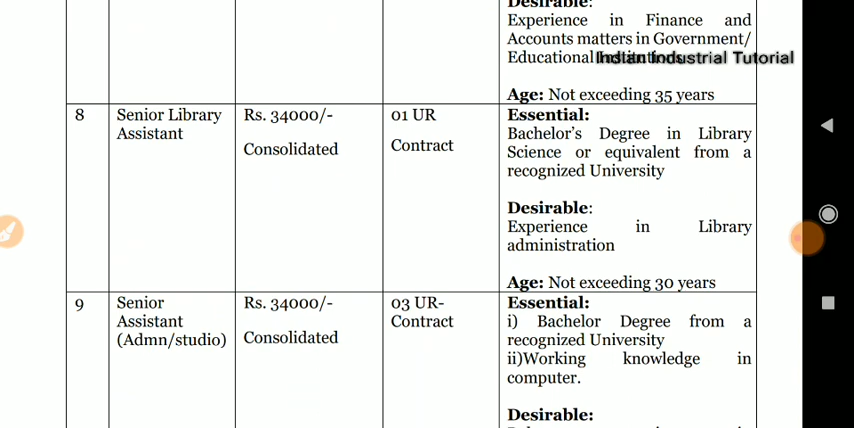 Desirable:
Experience in Finance and
Accounts matters in Government/
Educational
Indian Industrial Tutorial
Age: Not exceeding 35 years
8
Senior Library
Assistant
Rs. 34000/-
Consolidated
01 UR
Contract
Essential:
Bachelor's Degree in Library
Science or equivalent from a
recognized University
Desirable:
Experience in Library
administration
Age: Not exceeding 30 years
9
Senior
Assistant
(Admn/studio)
Rs. 34000/-
Consolidated
03 UR-
Contract
Essential:
i) Bachelor Degree from a
recognized University
ii)Working knowledge in
computer.
Desirable: